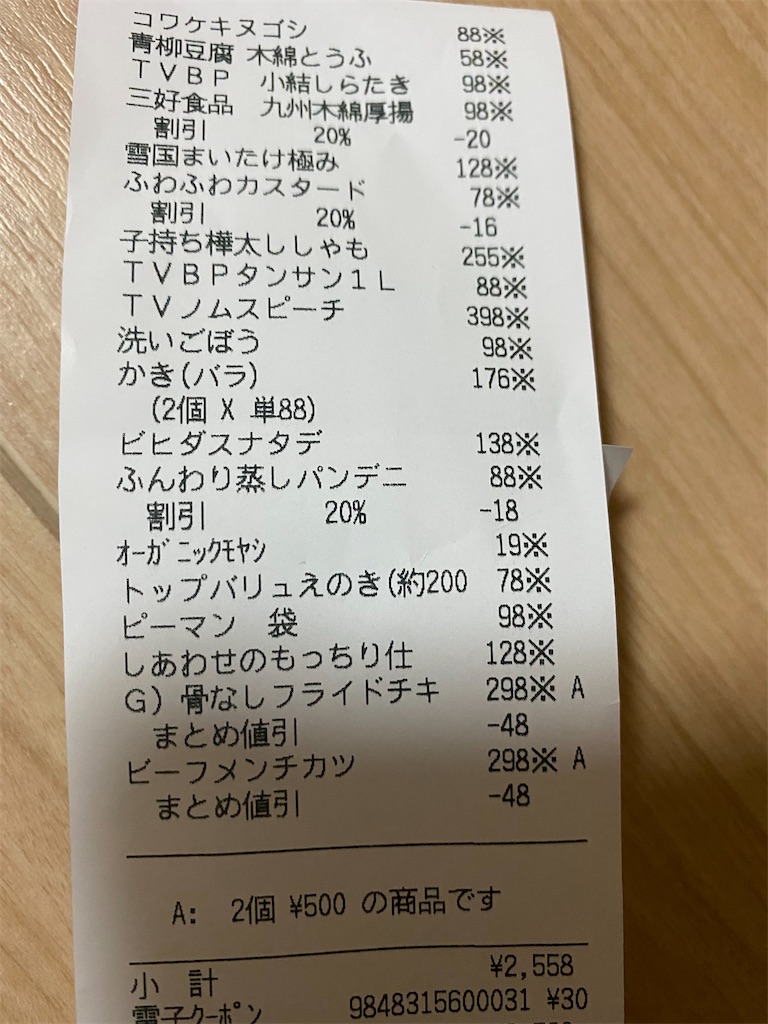 コワケキヌゴシ 88※
青柳豆腐 木綿とうふ 58※
TVBP 小結しらたき 98※
三好食品 九州木綿厚揚 98※
割引 20% -20
雪国まいたけ極み 128※
ふわふわカスタード 78※
割引 20% -16
子持ち樺太ししゃも 255※
TVBPタンサン1L 88※
TVノムスピーチ 398※
洗いごぼう 98※
かき(バラ) 176※
(2個 X 単88)
ビヒダスナタデ 138※
ふんわり蒸しパンデニ 88※
割引 20% -18
オーガニックモヤシ 19※
トップバリュえのき(約200 78※
ピーマン 袋 98※
しあわせのもっちり仕 128※
G)骨なしフライドチキ 298※ A
まとめ値引 -48
ビーフメンチカツ 298※ A
まとめ値引 -48
A: 2個 ¥500 の商品です
小計 ¥2,558
電子クーポン 9848315600031 ¥30